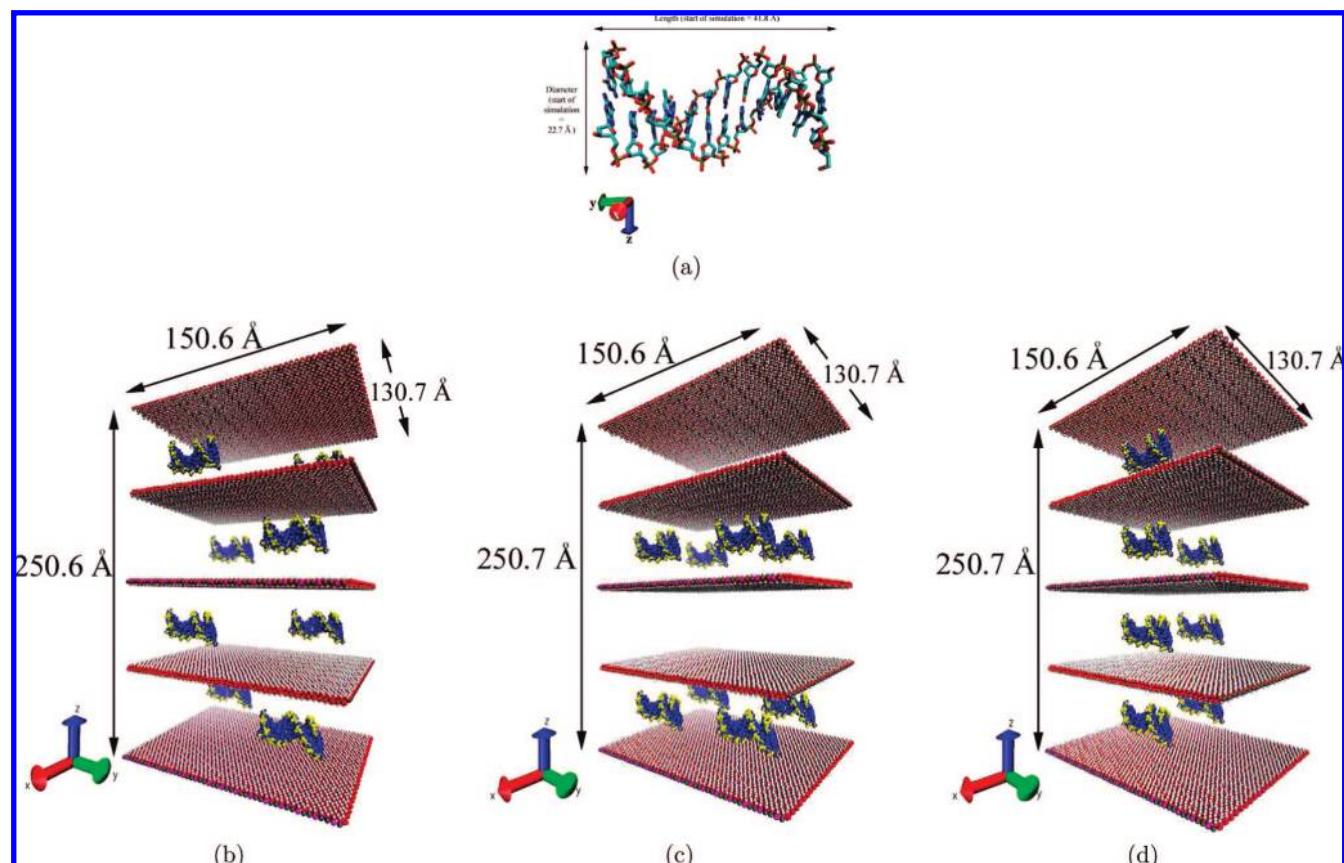 Length (start of simulation = 41.8 Å)
Diameter
(start of
simulation
=
22.7 Å)
y
x
z
(a)
150.6 Å
130.7 Å
250.6 Å
z
x
y
(b)
150.6 Å
130.7 Å
250.7 Å
z
x
y
(c)
150.6 Å
130.7 Å
250.7 Å
z
x
y
(d)